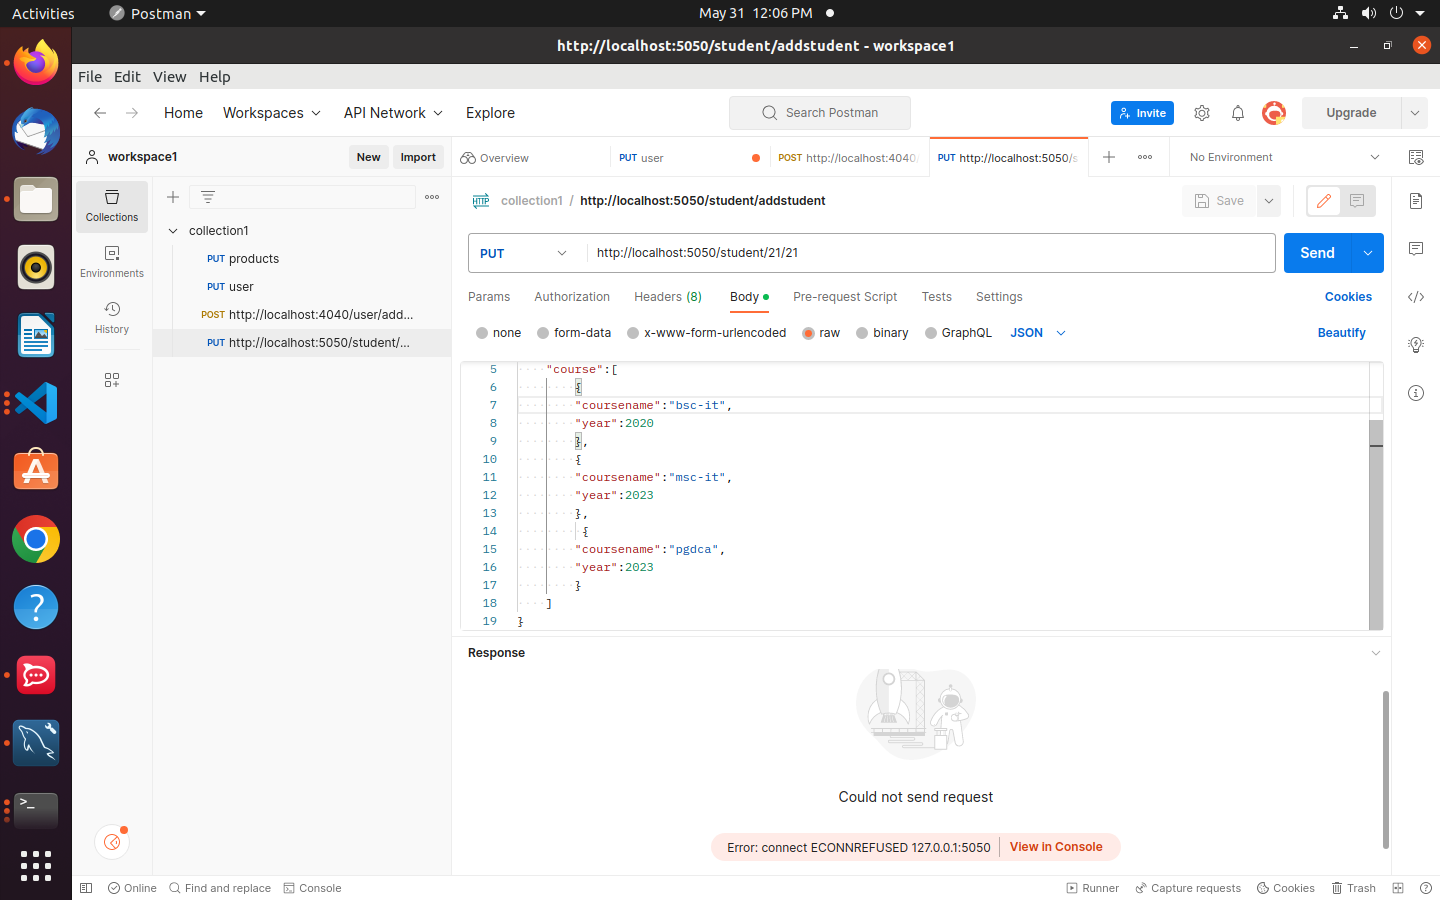 Activities
Postman
May 31 12:06 PM
http://localhost:5050/student/addstudent - workspace1
File Edit View Help
Home Workspaces API Network Explore
Search Postman
Invite
Upgrade
workspace1
New Import
Overview
PUT user
POST http://localhost:4040/
PUT http://localhost:5050/s
No Environment
Collections
Environments
History
collection1
PUT products
PUT user
POST http://localhost:4040/user/add...
PUT http://localhost:5050/student/...
HTTP collection1 / http://localhost:5050/student/addstudent
Save
PUT http://localhost:5050/student/21/21
Send
Params Authorization Headers (8) Body Pre-request Script Tests Settings Cookies
none form-data x-www-form-urlencoded raw binary GraphQL JSON Beautify
5 "course":[
6 {
7 "coursename":"bsc-it",
8 "year":2020
9 },
10 {
11 "coursename":"msc-it",
12 "year":2023
13 },
14 {
15 "coursename":"pgdca",
16 "year":2023
17 }
18 ]
19 }
Response
Could not send request
Error: connect ECONNREFUSED 127.0.0.1:5050 View in Console
Online Find and replace Console Runner Capture requests Cookies Trash